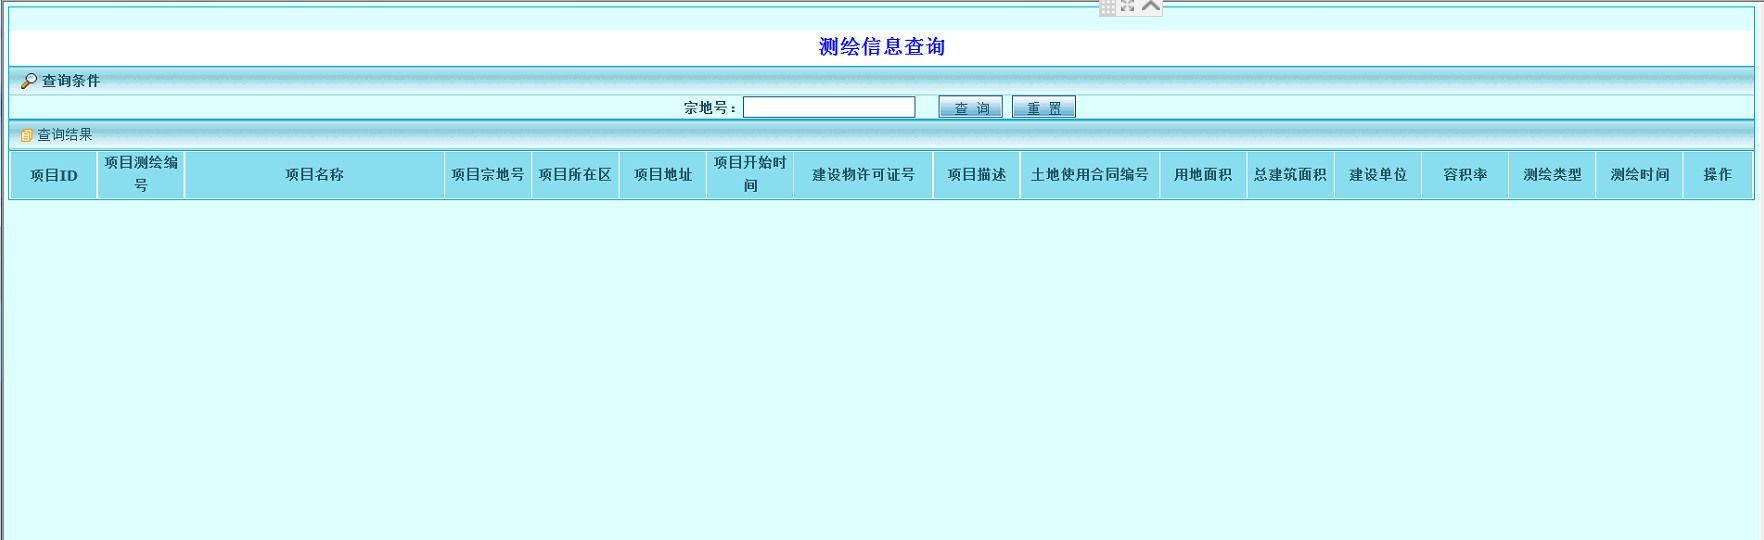 测绘信息查询
查询条件
宗地号： 查 询 重 置
查询结果
项目ID 项目测绘编号 项目名称 项目宗地号 项目所在区 项目地址 项目开始时间 建设物许可证号 项目描述 土地使用合同编号 用地面积 总建筑面积 建设单位 容积率 测绘类型 测绘时间 操作